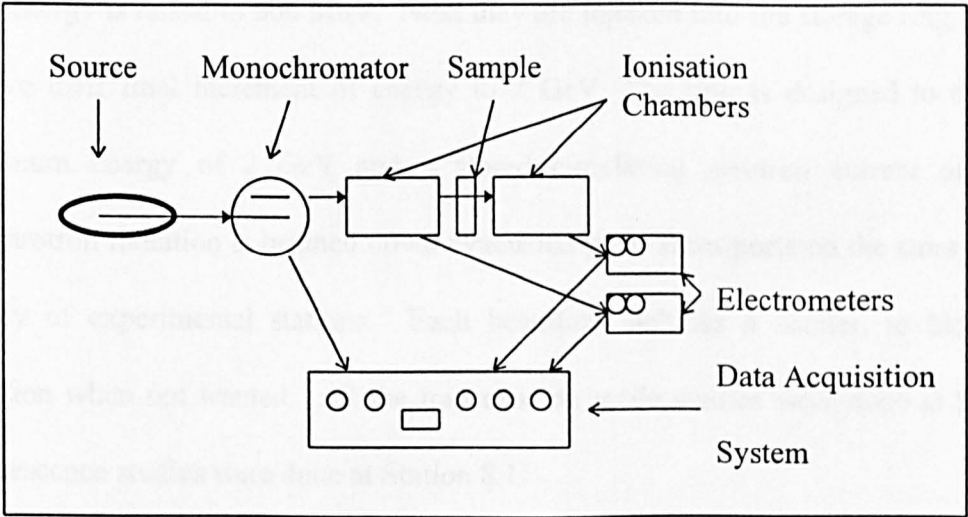 Source Monochromator Sample Ionisation
Chambers
Electrometers
Data Acquisition
System